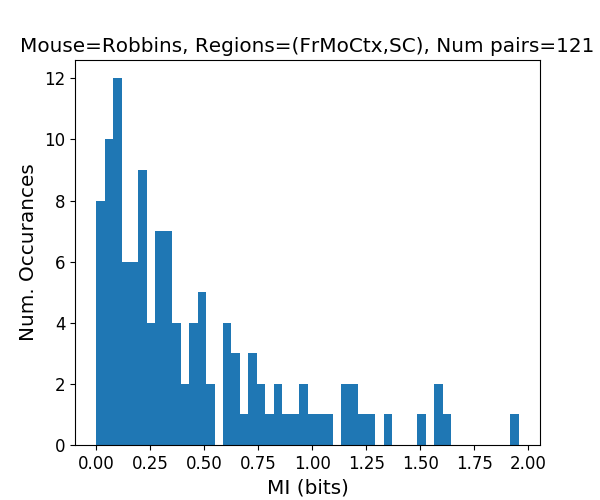 Mouse=Robbins, Regions=(FrMoCtx,SC), Num pairs=121
12
10
8
6
4
2
0
Num. Occurances
0.00 0.25 0.50 0.75 1.00 1.25 1.50 1.75 2.00
MI (bits)